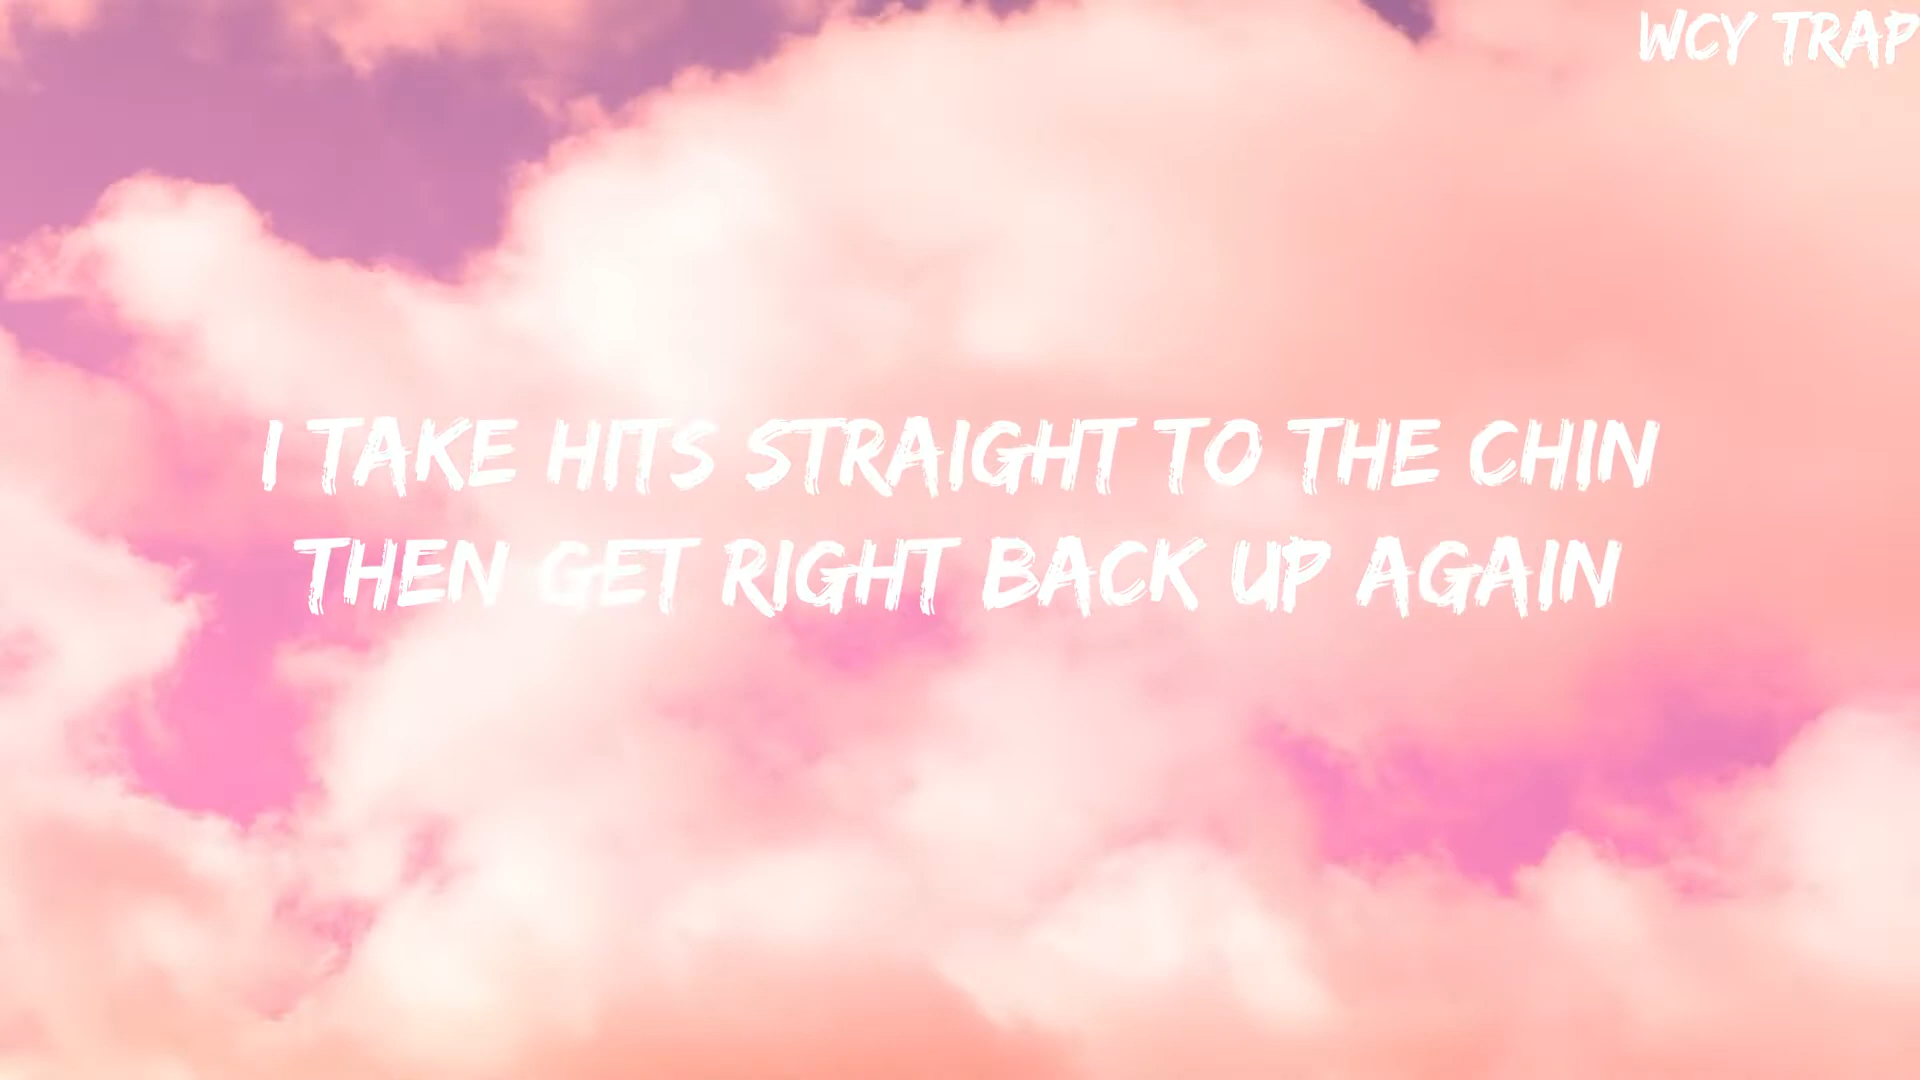 WCY TRAP
I TAKE HITS STRAIGHT TO THE CHIN
THEN GET RIGHT BACK UP AGAIN